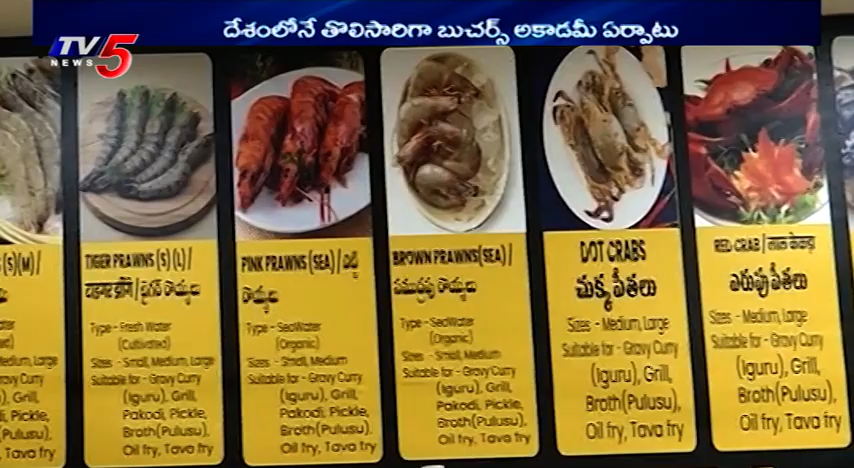 దేశంలోనే తొలిసారిగా బుచర్స్ అకాడమీ ఏర్పాటు
TV5
NEWS
(S)(M)/
TIGER PRAWNS (S) (L)/
टाइगर झींगे/టైగర్ రొయ్యలు
Type - Fresh Water
(Cultivated)
Sizes - Small, Medium, Large
Suitable for - Gravy Curry
(Iguru), Grill,
Pakodi, Pickle,
Broth(Pulusu),
Oil fry, Tava fry
PINK PRAWNS (SEA)/ పింక్
రొయ్యలు
Type - SeaWater
(Organic)
Sizes - Small, Medium
Suitable for - Gravy Curry
(Iguru), Grill,
Pakodi, Pickle,
Broth(Pulusu),
Oil fry, Tava fry
BROWN PRAWNS(SEA)/
సముద్రపు రొయ్యలు
Type - SeaWater
(Organic)
Sizes - Small, Medium
Suitable for - Gravy Curry
(Iguru), Grill,
Pakodi, Pickle,
Broth(Pulusu),
Oil fry, Tava fry
DOT CRABS
చుక్క పీతలు
Sizes - Medium, Large
Suitable for - Gravy Curry
(Iguru), Grill,
Broth(Pulusu),
Oil fry, Tava fry
RED CRAB/लाल केकड़ा
ఎరుపు పీతలు
Sizes - Medium, Large
Suitable for - Gravy Curry
(Iguru), Grill,
Broth(Pulusu),
Oil fry, Tava fry